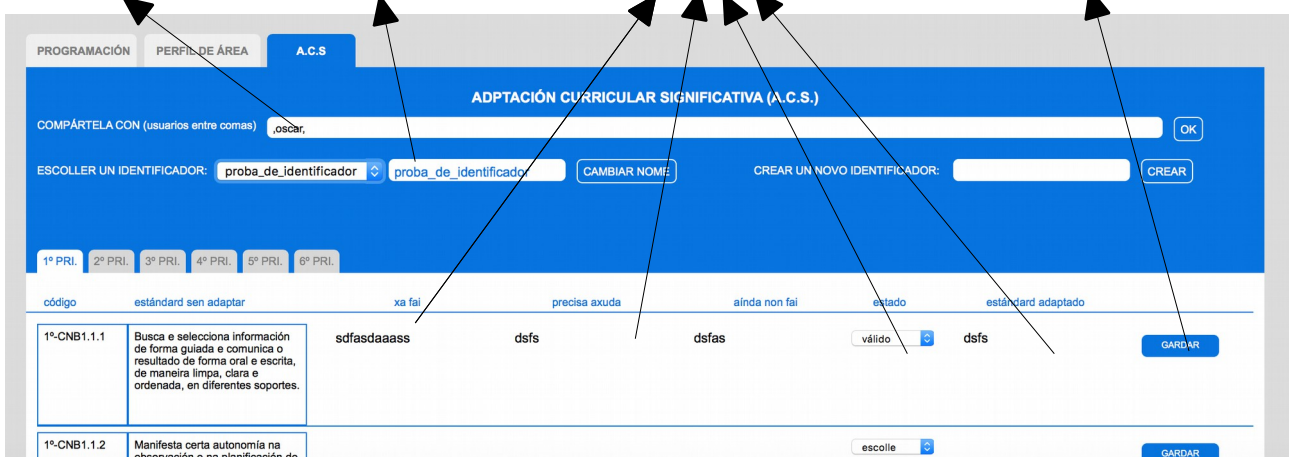 PROGRAMACIÓN PERFIL DE ÁREA A.C.S
ADPTACIÓN CURRICULAR SIGNIFICATIVA (A.C.S.)
COMPÁRTELA CON (usuarios entre comas) ,oscar, OK
ESCOLLER UN IDENTIFICADOR: proba_de_identificador proba_de_identificador CAMBIAR NOME CREAR UN NOVO IDENTIFICADOR: CREAR
1º PRI. 2º PRI. 3º PRI. 4º PRI. 5º PRI. 6º PRI.
código estándard sen adaptar xa fai precisa axuda aínda non fai estado estándard adaptado
1º-CNB1.1.1 Busca e selecciona información sdfasdaaass dsfs dsfas válido dsfs GARDAR
de forma guiada e comunica o
resultado de forma oral e escrita,
de maneira limpa, clara e
ordenada, en diferentes soportes.
1º-CNB1.1.2 Manifesta certa autonomía na escolle GARDAR
observación e na planificación de